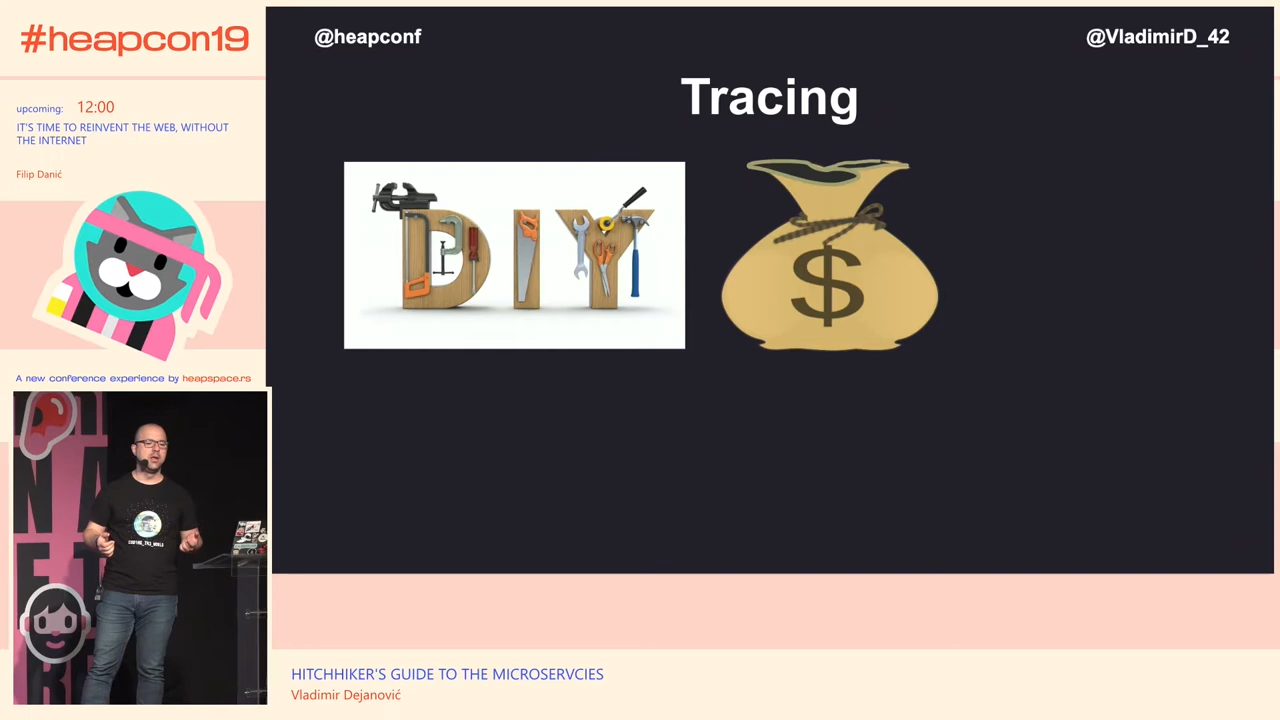 #heapcon19
upcoming: 12:00
IT'S TIME TO REINVENT THE WEB, WITHOUT
THE INTERNET
Filip Danić
A new conference experience by heapspace.rs
@heapconf
@VladimirD_42
Tracing
DIY
$
HITCHHIKER'S GUIDE TO THE MICROSERVCIES
Vladimir Dejanović